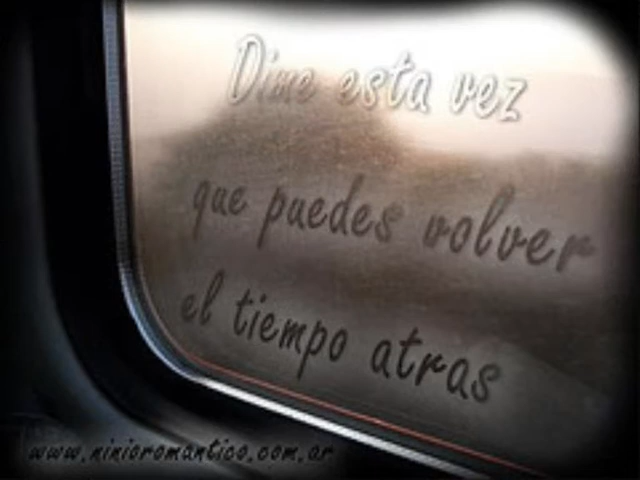 Dime esta vez
que puedes volver
el tiempo atras
www.ninioromantico.com.ar